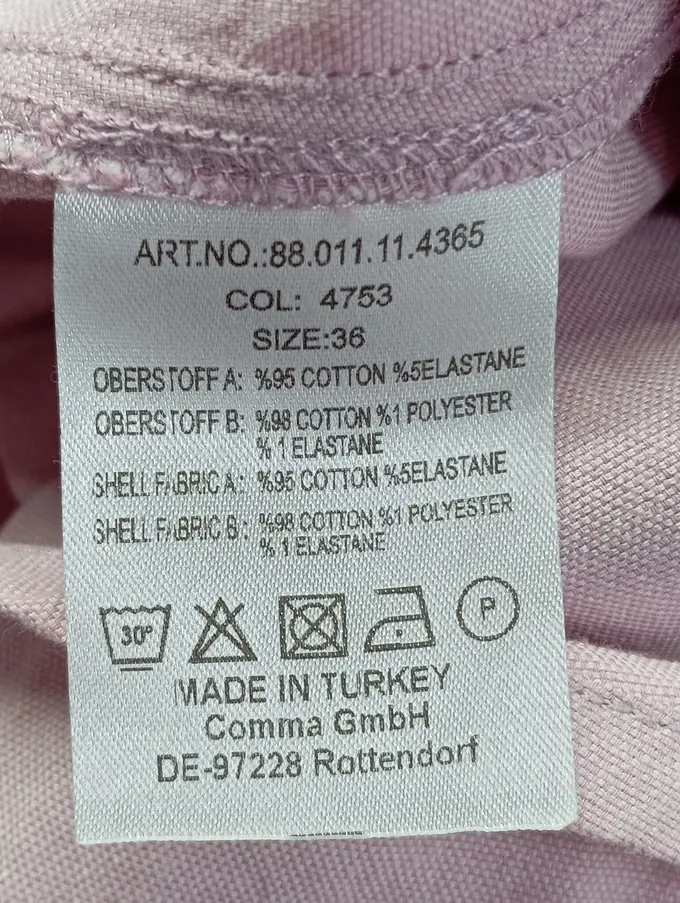 ART.NO.:88.011.11.4365
COL: 4753
SIZE:36
OBERSTOFF A: %95 COTTON %5ELASTANE
OBERSTOFF B: %98 COTTON %1 POLYESTER
% 1 ELASTANE
SHELL FABRIC A: %95 COTTON %5ELASTANE
SHELL FABRIC B: %98 COTTON %1 POLYESTER
% 1 ELASTANE
30° P
MADE IN TURKEY
Comma GmbH
DE-97228 Rottendorf